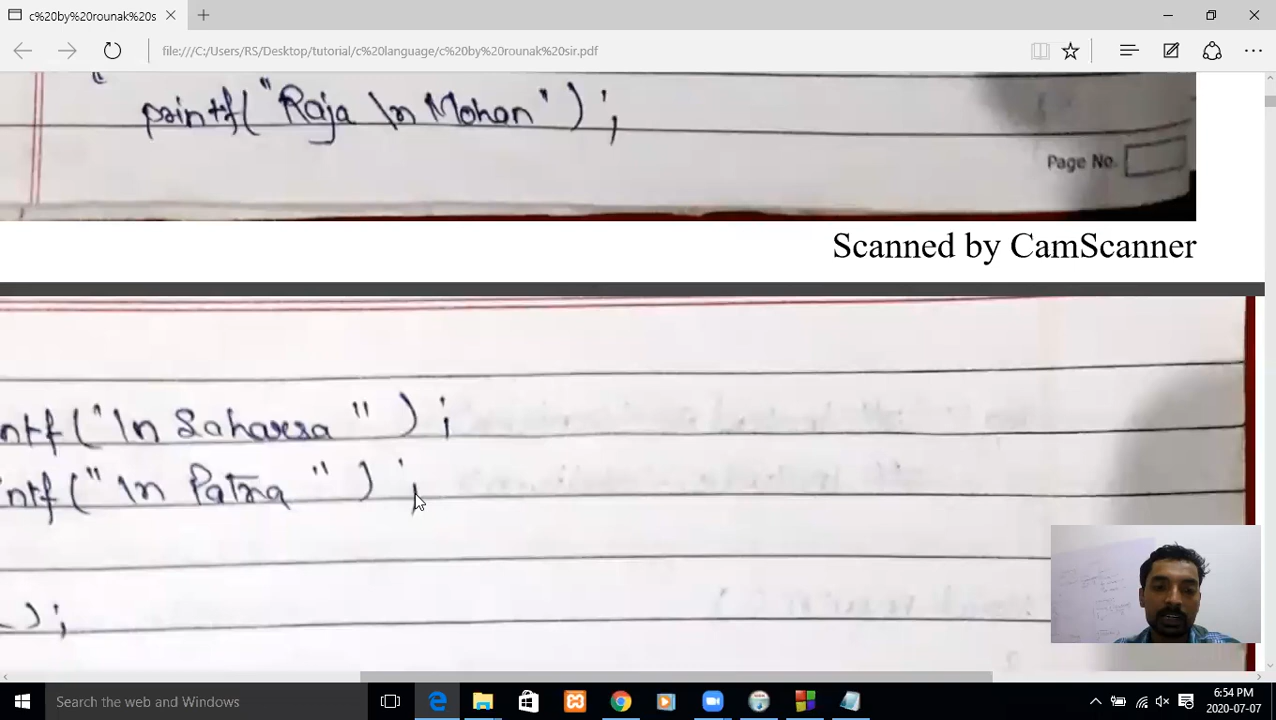 c%20by%20rounak%20s
file:///C:/Users/RS/Desktop/tutorial/c%20language/c%20by%20rounak%20sir.pdf
printf("Raja \n Mohan");
Page No.
Scanned by CamScanner
ntf("\n Saharsa ");
intf("\n Patna ");
);
Search the web and Windows
6:54 PM
2020-07-07